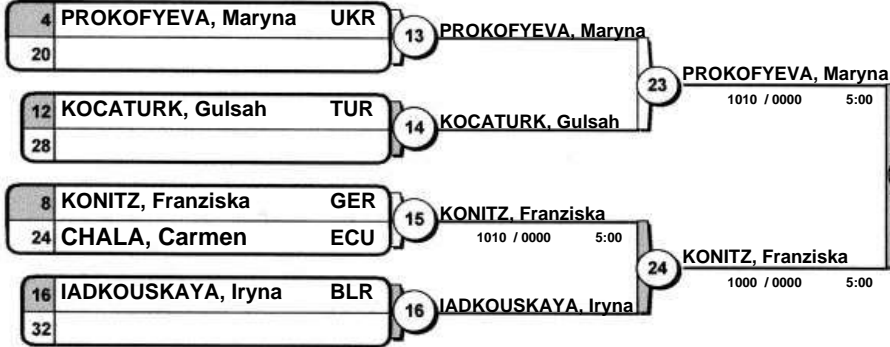 4 PROKOFYEVA, Maryna UKR
20
13 PROKOFYEVA, Maryna
12 KOCATURK, Gulsah TUR
28
14 KOCATURK, Gulsah
23 PROKOFYEVA, Maryna
1010 / 0000 5:00
8 KONITZ, Franziska GER
24 CHALA, Carmen ECU
15 KONITZ, Franziska
1010 / 0000 5:00
16 IADKOUSKAYA, Iryna BLR
32
16 IADKOUSKAYA, Iryna
24 KONITZ, Franziska
1000 / 0000 5:00